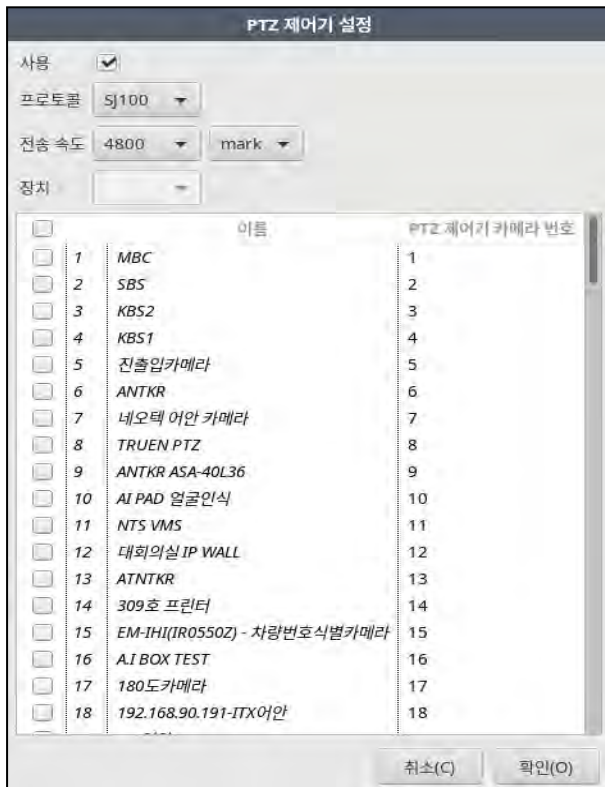 PTZ 제어기 설정
사용
프로토콜 SJ100
전송 속도 4800 mark
장치
이름 PTZ 제어기 카메라 번호
1 MBC 1
2 SBS 2
3 KBS2 3
4 KBS1 4
5 진출입카메라 5
6 ANTKR 6
7 네오텍 어안 카메라 7
8 TRUEN PTZ 8
9 ANTKR ASA-40L36 9
10 AI PAD 얼굴인식 10
11 NTS VMS 11
12 대회의실 IP WALL 12
13 ATNTKR 13
14 309호 프린터 14
15 EM-IHI(IR0550Z) - 차량번호식별카메라 15
16 A.I BOX TEST 16
17 180도카메라 17
18 192.168.90.191-ITX어안 18
취소(C) 확인(O)